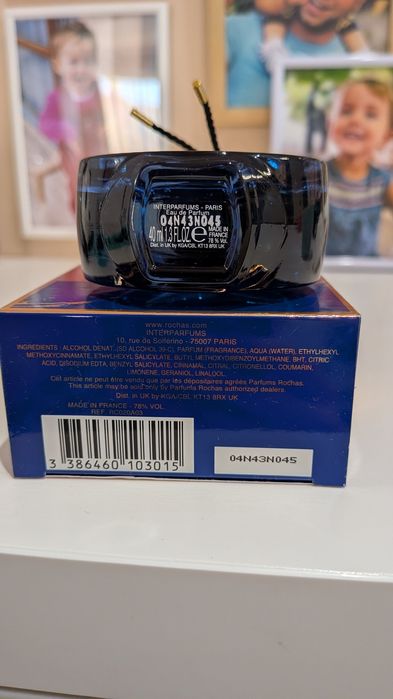 INTERPARFUMS - PARIS
Eau de Parfum
04N43N045
40 ml 1.3 FL.OZ e MADE IN FRANCE 78 % Vol.
Dist. in UK by KGA/CBL KT13 8RX UK
www.rochas.com
INTERPARFUMS
10, rue de Solferino - 75007 PARIS
INGREDIENTS : ALCOHOL DENAT. (SD ALCOHOL 39-C), PARFUM (FRAGRANCE), AQUA (WATER), ETHYLHEXYL
METHOXYCINNAMATE, ETHYLHEXYL SALICYLATE, BUTYL METHOXYDIBENZOYLMETHANE, BHT, CITRIC
ACID, DISODIUM EDTA, BENZYL SALICYLATE, CINNAMAL, CITRAL, CITRONELLOL, COUMARIN,
LIMONENE, GERANIOL, LINALOOL.
Cet article ne peut être vendu que par les dépositaires agréés Parfums Rochas.
This article may be sold only by Parfums Rochas authorized dealers.
Dist. in UK by KGA/CBL, KT13 8RX UK
MADE IN FRANCE 78% VOL.
REF. RC020A03
3 386460 103015
04N43N045